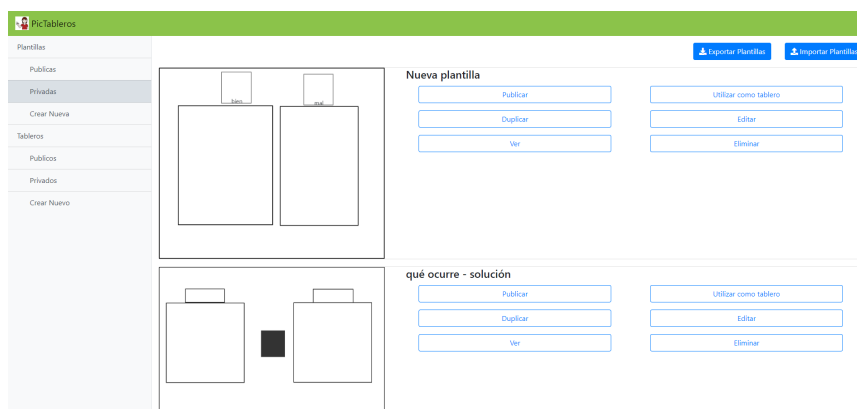 PicTableros
Plantillas
Publicas
Privadas
Crear Nueva
Tableros
Publicos
Privados
Crear Nuevo
Exportar Plantillas
Importar Plantillas
bien
mal
Nueva plantilla
Publicar
Utilizar como tablero
Duplicar
Editar
Ver
Eliminar
qué ocurre - solución
Publicar
Utilizar como tablero
Duplicar
Editar
Ver
Eliminar